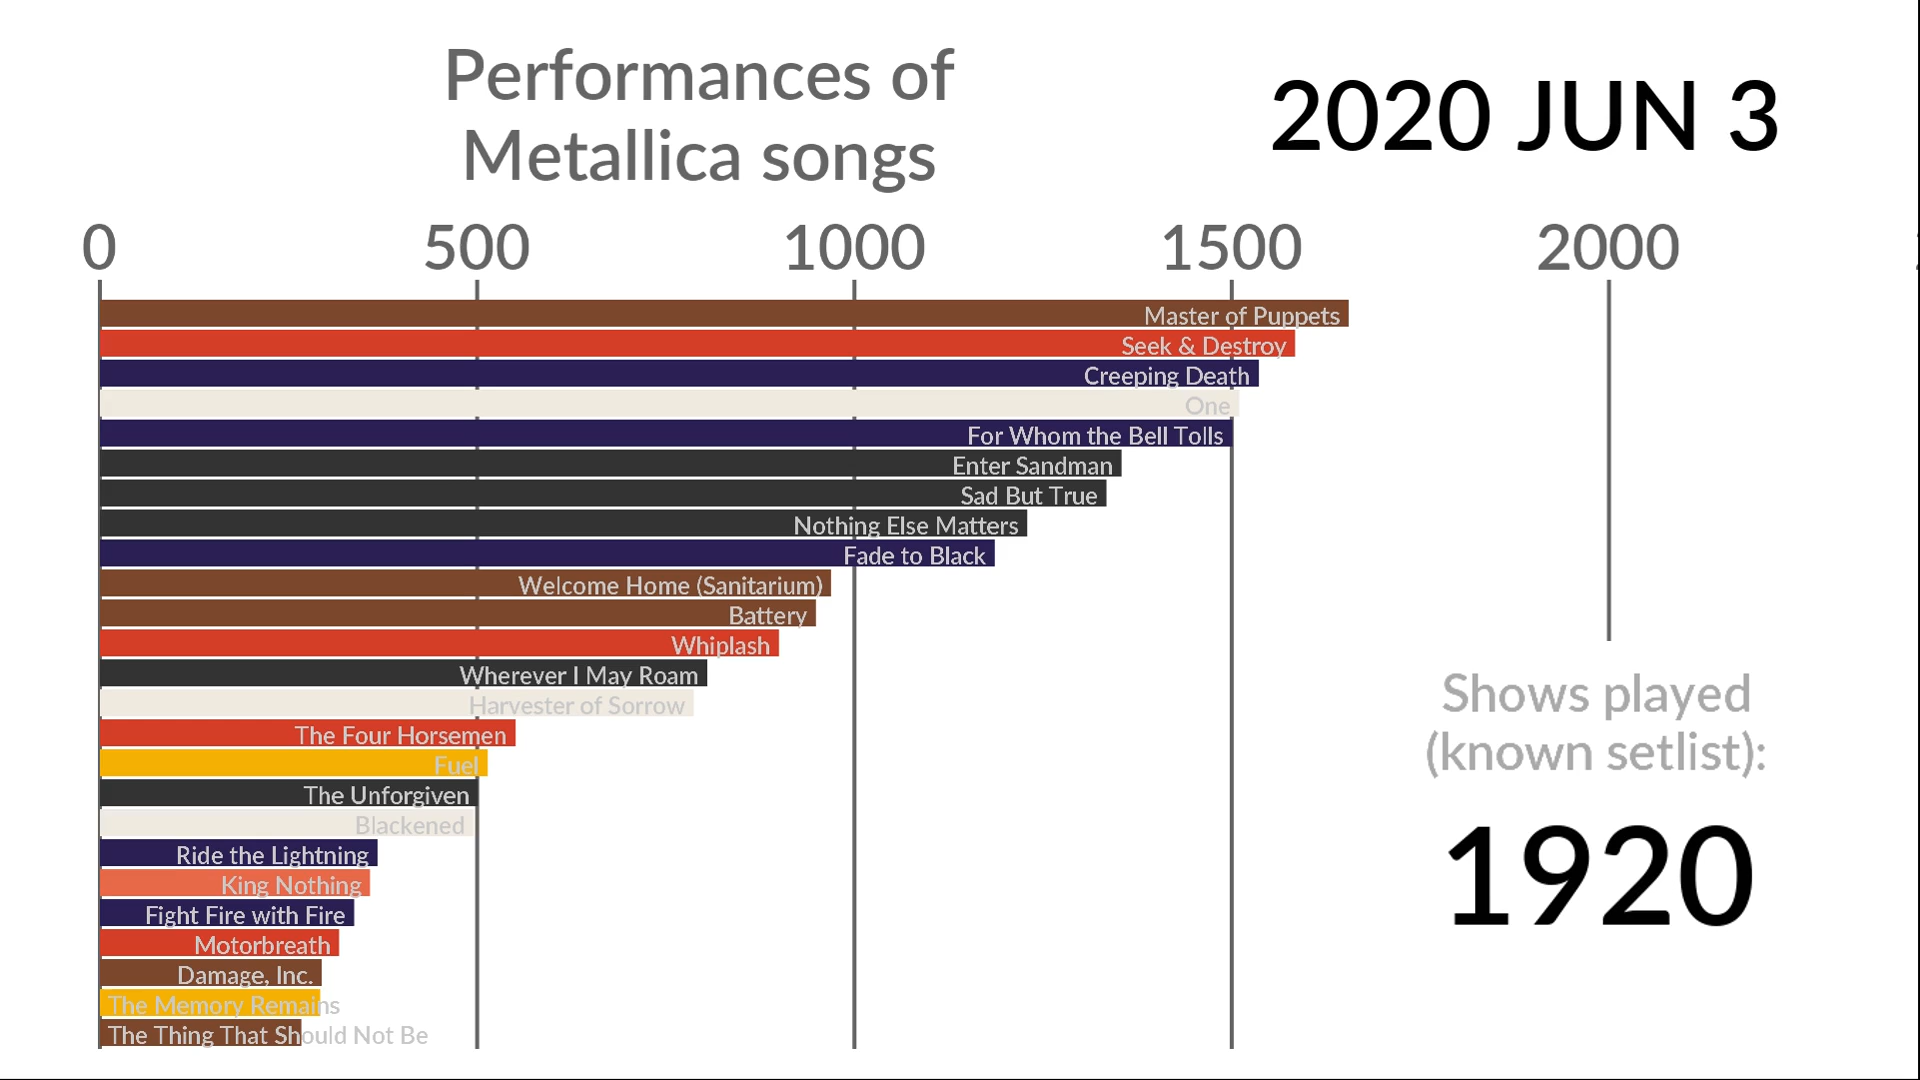 Performances of
Metallica songs
2020 JUN 3
0 500 1000 1500 2000
Master of Puppets
Seek & Destroy
Creeping Death
One
For Whom the Bell Tolls
Enter Sandman
Sad But True
Nothing Else Matters
Fade to Black
Welcome Home (Sanitarium)
Battery
Whiplash
Wherever I May Roam
Harvester of Sorrow
The Four Horsemen
Fuel
The Unforgiven
Blackened
Ride the Lightning
King Nothing
Fight Fire with Fire
Motorbreath
Damage, Inc.
The Memory Remains
The Thing That Should Not Be
Shows played
(known setlist):
1920